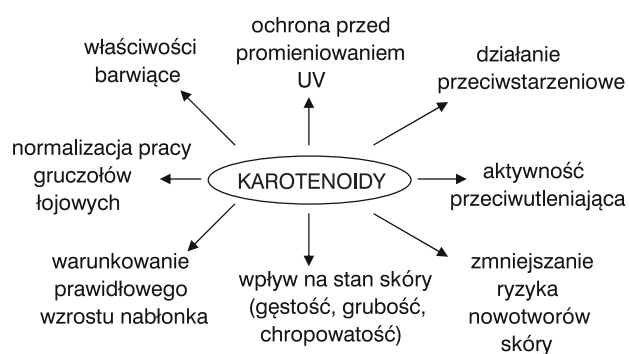 ochrona przed
promieniowaniem
UV
właściwości
barwiące
działanie
przeciwstarzeniowe
normalizacja pracy
gruczołów
łojowych
KAROTENOIDY
aktywność
przeciwutleniająca
warunkowanie
prawidłowego
wzrostu nabłonka
wpływ na stan skóry
(gęstość, grubość,
chropowatość)
zmniejszanie
ryzyka
nowotworów
skóry